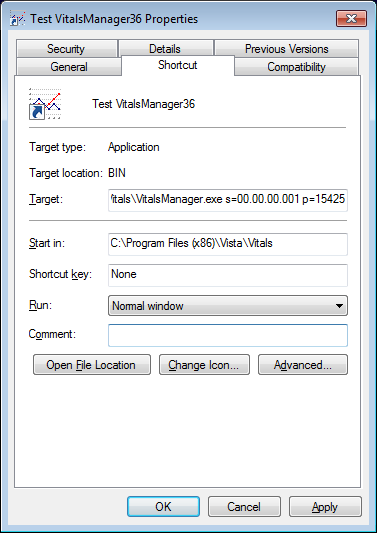 Test VitalsManager36 Properties
Security Details Previous Versions
General Shortcut Compatibility
Test VitalsManager36
Target type: Application
Target location: BIN
Target: itals\VitalsManager.exe s=00.00.00.001 p=15425
Start in: C:\Program Files (x86)\Vista\Vitals
Shortcut key: None
Run: Normal window
Comment:
Open File Location Change Icon... Advanced...
OK Cancel Apply